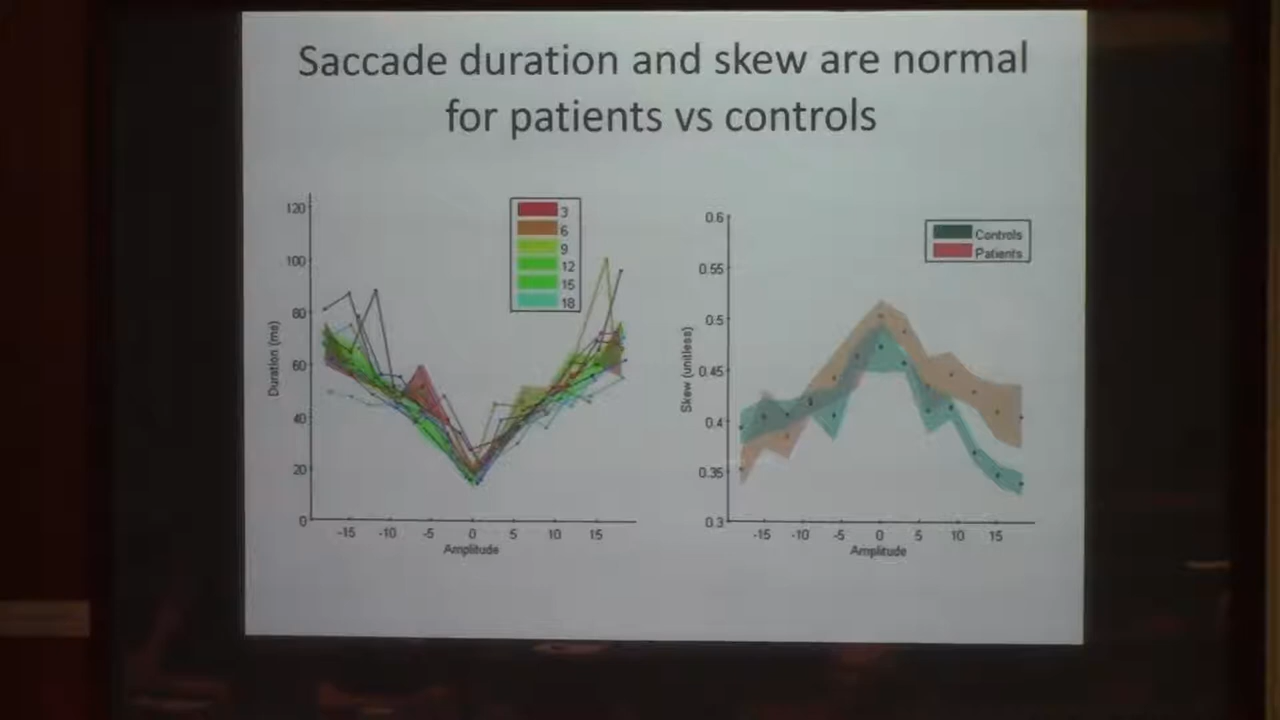 Saccade duration and skew are normal
for patients vs controls
120
100
80
60
40
20
0
Duration (ms)
-15 -10 -5 0 5 10 15
Amplitude
3
6
9
12
15
18
0.6
0.55
0.5
0.45
0.4
0.35
0.3
Skew (unitless)
-15 -10 -5 0 5 10 15
Amplitude
Controls
Patients